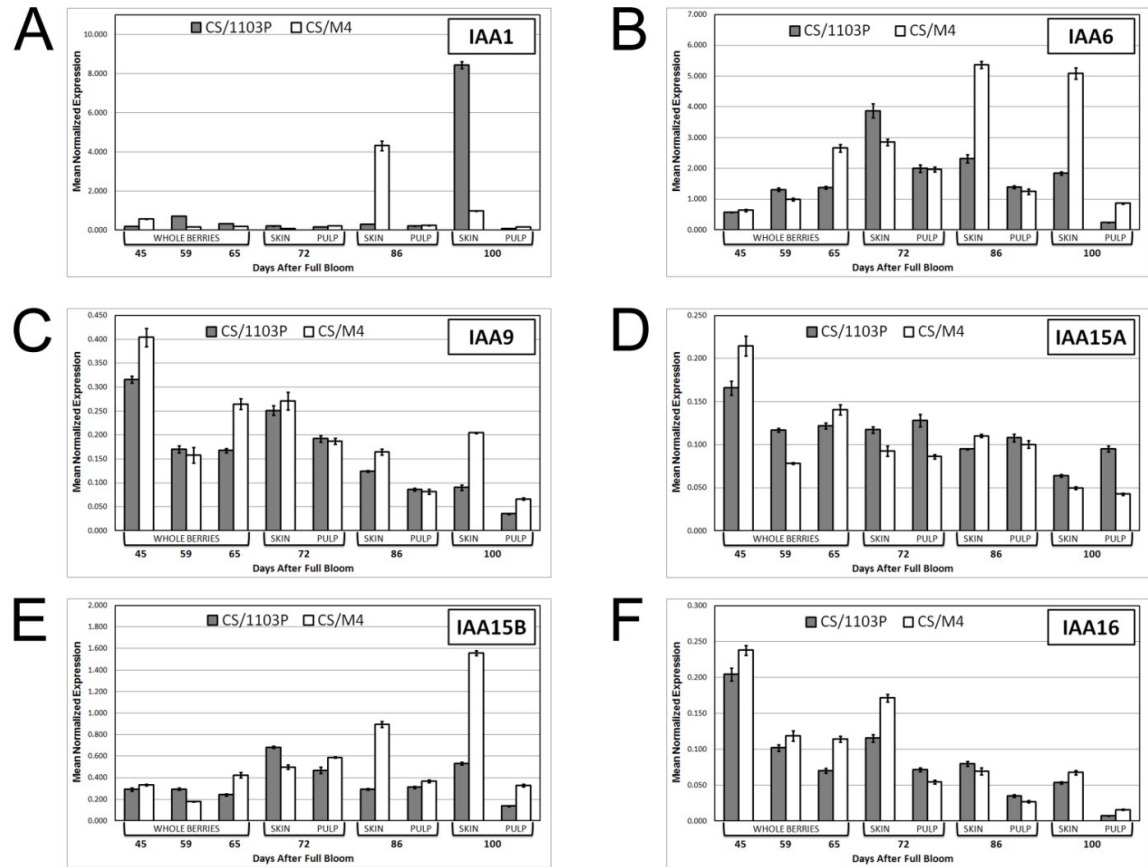 A
CS/1103P CS/M4
IAA1
Mean Normalized Expression
10.000
8.000
6.000
4.000
2.000
0.000
WHOLE BERRIES SKIN PULP SKIN PULP SKIN PULP
45 59 65 72 86 100
Days After Full Bloom
B
CS/1103P CS/M4
IAA6
Mean Normalized Expression
7.000
6.000
5.000
4.000
3.000
2.000
1.000
0.000
WHOLE BERRIES SKIN PULP SKIN PULP SKIN PULP
45 59 65 72 86 100
Days After Full Bloom
C
CS/1103P CS/M4
IAA9
Mean Normalized Expression
0.450
0.400
0.350
0.300
0.250
0.200
0.150
0.100
0.050
0.000
WHOLE BERRIES SKIN PULP SKIN PULP SKIN PULP
45 59 65 72 86 100
Days After Full Bloom
D
CS/1103P CS/M4
IAA15A
Mean Normalized Expression
0.250
0.200
0.150
0.100
0.050
0.000
WHOLE BERRIES SKIN PULP SKIN PULP SKIN PULP
45 59 65 72 86 100
Days After Full Bloom
E
CS/1103P CS/M4
IAA15B
Mean Normalized Expression
2.000
1.800
1.600
1.400
1.200
1.000
0.800
0.600
0.400
0.200
0.000
WHOLE BERRIES SKIN PULP SKIN PULP SKIN PULP
45 59 65 72 86 100
Days After Full Bloom
F
CS/1103P CS/M4
IAA16
Mean Normalized Expression
0.300
0.250
0.200
0.150
0.100
0.050
0.000
WHOLE BERRIES SKIN PULP SKIN PULP SKIN PULP
45 59 65 72 86 100
Days After Full Bloom